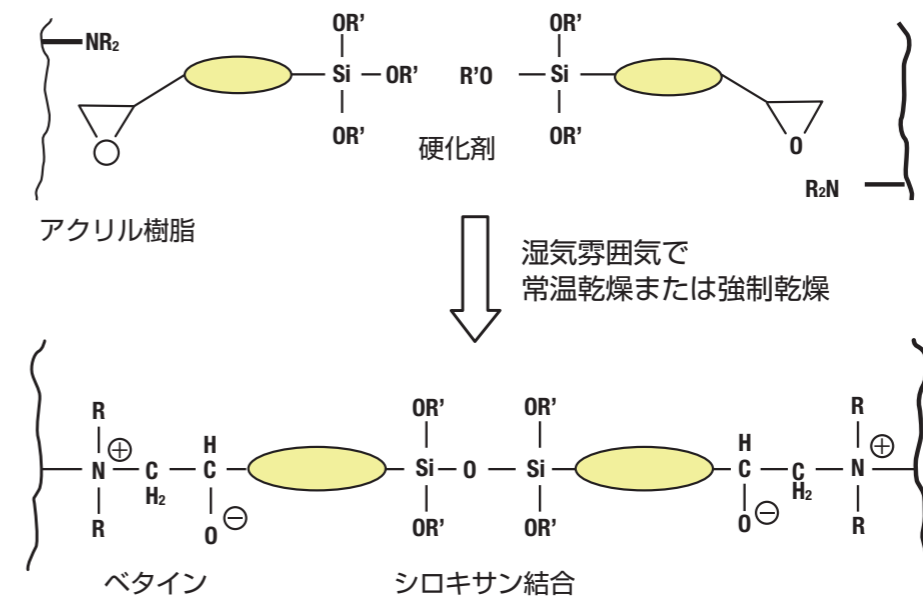 OR' OR'
NR₂
Si — OR' R'O — Si
OR' OR'
硬化剤
O
R₂N
アクリル樹脂
湿気雰囲気で
常温乾燥または強制乾燥
OR' OR'
R H H R
N⊕ — C — C Si — O — Si C — C — N⊕
H₂ H₂
R O⊖ OR' OR' O⊖ R
ベタイン シロキサン結合